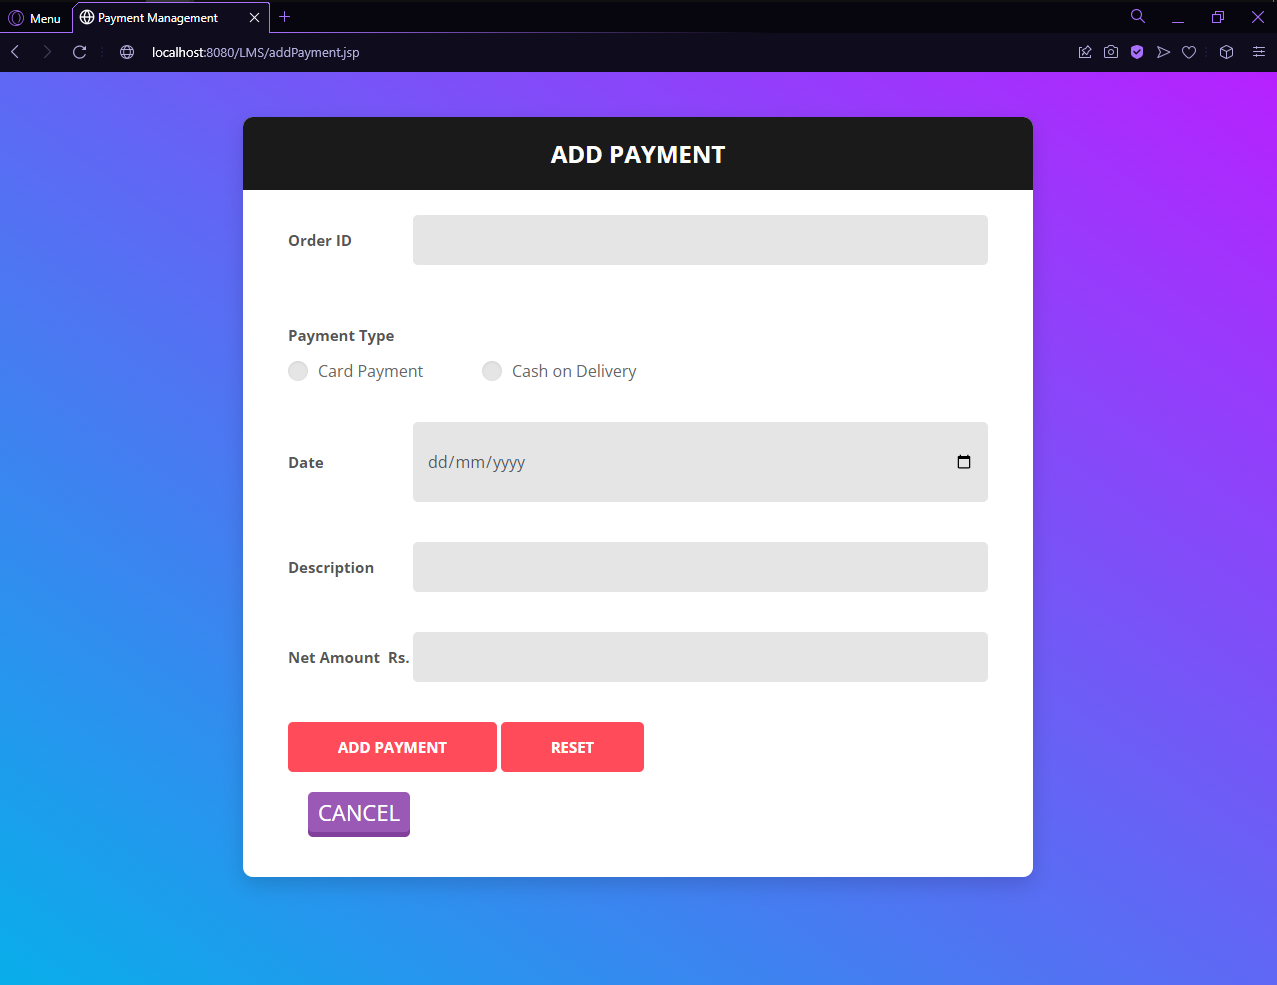 Menu Payment Management
localhost:8080/LMS/addPayment.jsp
ADD PAYMENT
Order ID
Payment Type
Card Payment Cash on Delivery
Date dd/mm/yyyy
Description
Net Amount Rs.
ADD PAYMENT RESET
CANCEL